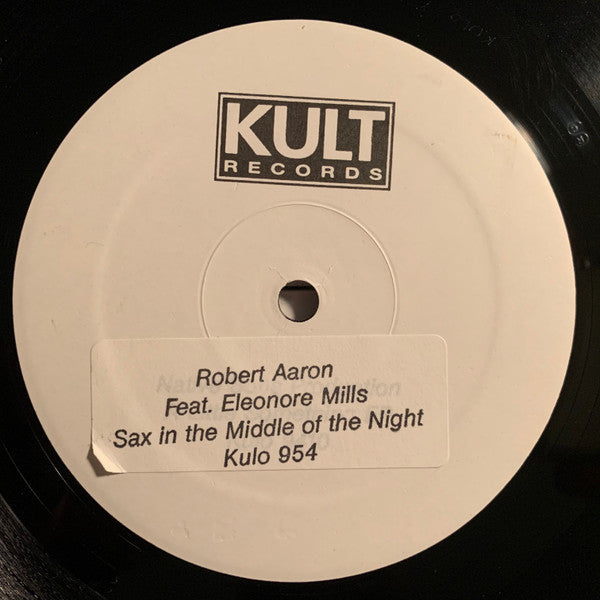 KULT
RECORDS
Robert Aaron
Feat. Eleonore Mills
Sax in the Middle of the Night
Kulo 954